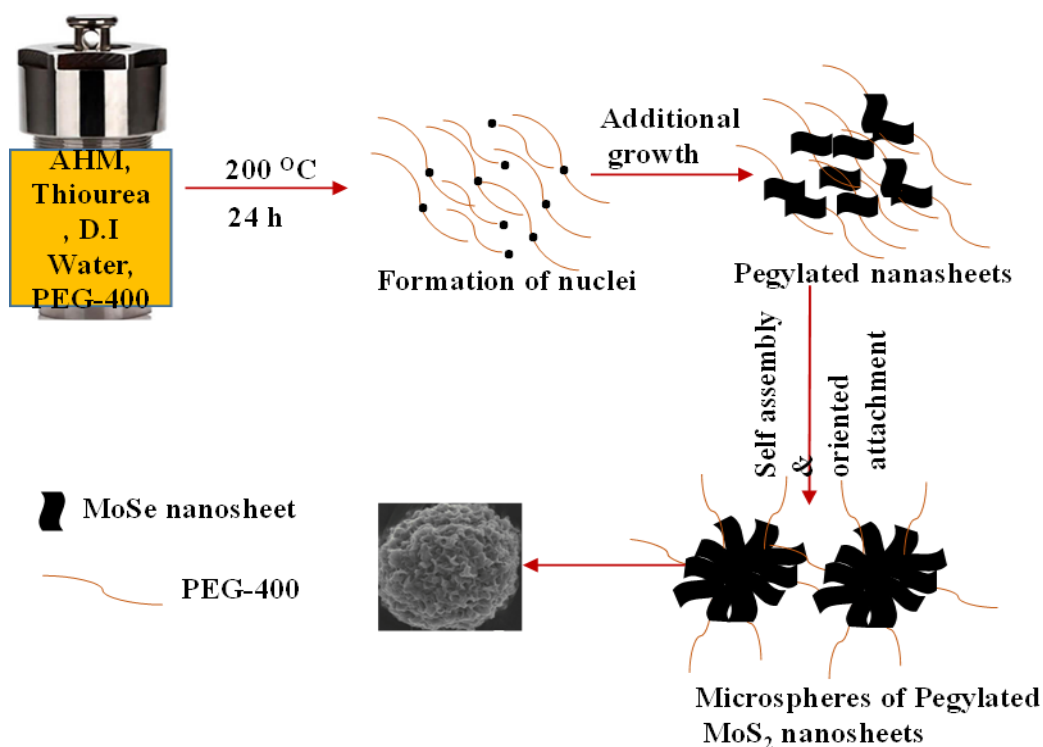 AHM,
Thiourea
, D.I
Water,
PEG-400
200 °C
24 h
Formation of nuclei
Additional
growth
Pegylated nanasheets
Self assembly
&
oriented
attachment
MoSe nanosheet
PEG-400
Microspheres of Pegylated
MoS₂ nanosheets